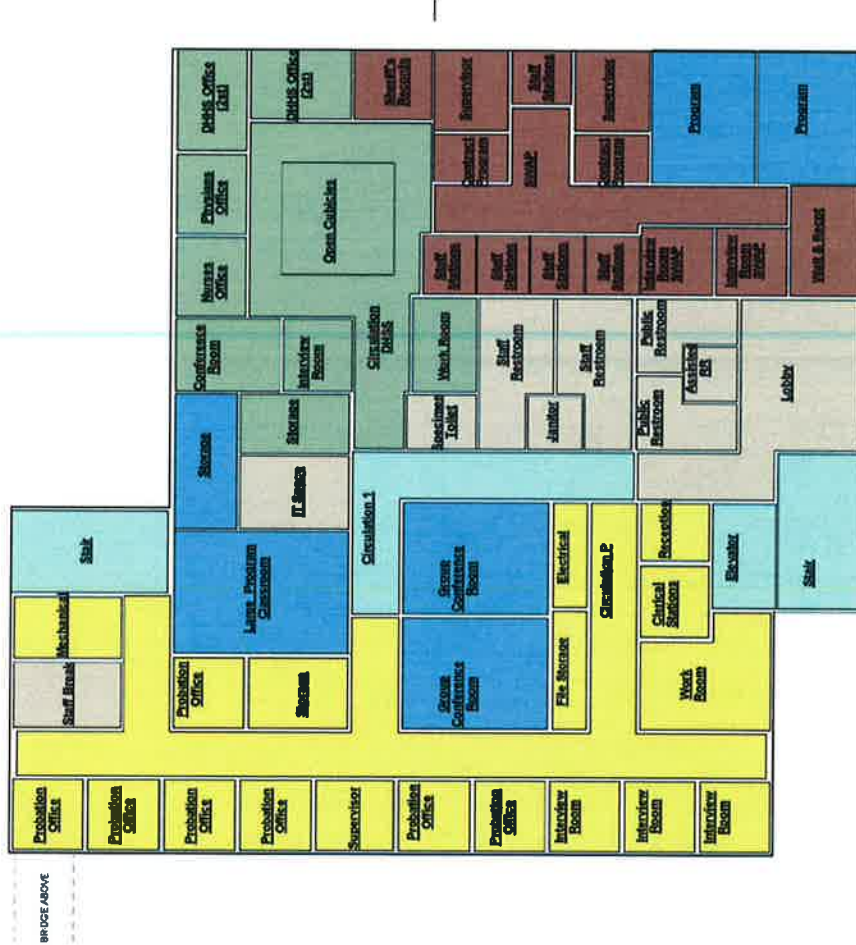 DHHS Office
(2st)
DHHS Office
(2st)
Sheriff's
Records
Supervisor
Staff
Stations
Supervisor
Program
Program
Physicians
Office
Open Cubicles
Contract
Program
SWAP
Contract
Program
Nurses
Office
Staff
Stations
Staff
Stations
Staff
Stations
Staff
Stations
Interview
Room
SWAP
Interview
Room
SWAP
Wait & Recpt
Conference
Room
Interview
Room
Circulation
DHSS
Work Room
Staff
Restroom
Staff
Restroom
Public
Restroom
Assisted
RR
Public
Restroom
Lobby
Storage
Storage
Specimen
Toilet
Janitor
IT Space
Circulation 1
Stair
Large Program
Classroom
Group
Conference
Room
Electrical
Circulation P
Reception
Elevator
Stair
Mechanical
Clerical
Stations
Staff Break
Probation
Office
Storage
Group
Conference
Room
File Storage
Work
Room
Probation
Office
Probation
Office
Probation
Office
Probation
Office
Supervisor
Probation
Office
Probation
Office
Interview
Room
Interview
Room
Interview
Room
BRIDGE ABOVE